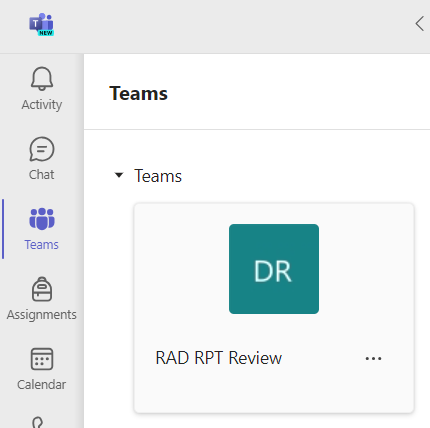 T
NEW
Activity
Chat
Teams
Assignments
Calendar
Teams
Teams
DR
RAD RPT Review